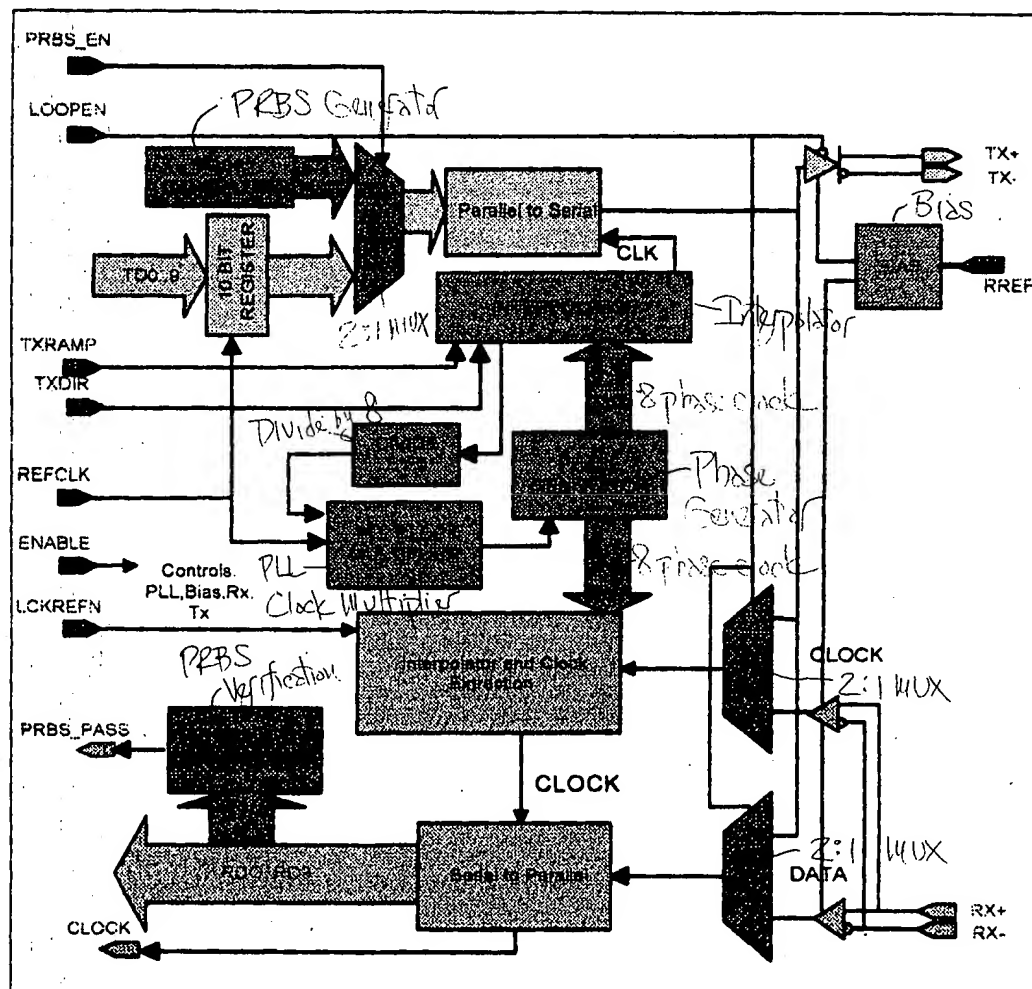 PRBS_EN
PRBS Generator
LOOPEN
TX+
TX-
Parallel to Serial
Bias
BIAS
CLK
TD0..9
10 BIT
REGISTER
RREF
2:1 MUX
Interpolator
TXRAMP
TXDIR
8 phase clock
Divide by 8
REFCLK
Phase
Generator
ENABLE
8 phase clock
Controls.
PLL,Bias,Rx.
Tx
PLL
Clock Multiplier
LCKREFN
Interpolator and Clock
Extraction
PRBS
Verification
CLOCK
2:1 MUX
PRBS_PASS
CLOCK
2:1 MUX
DATA
Serial to Parallel
CLOCK
RX+
RX-